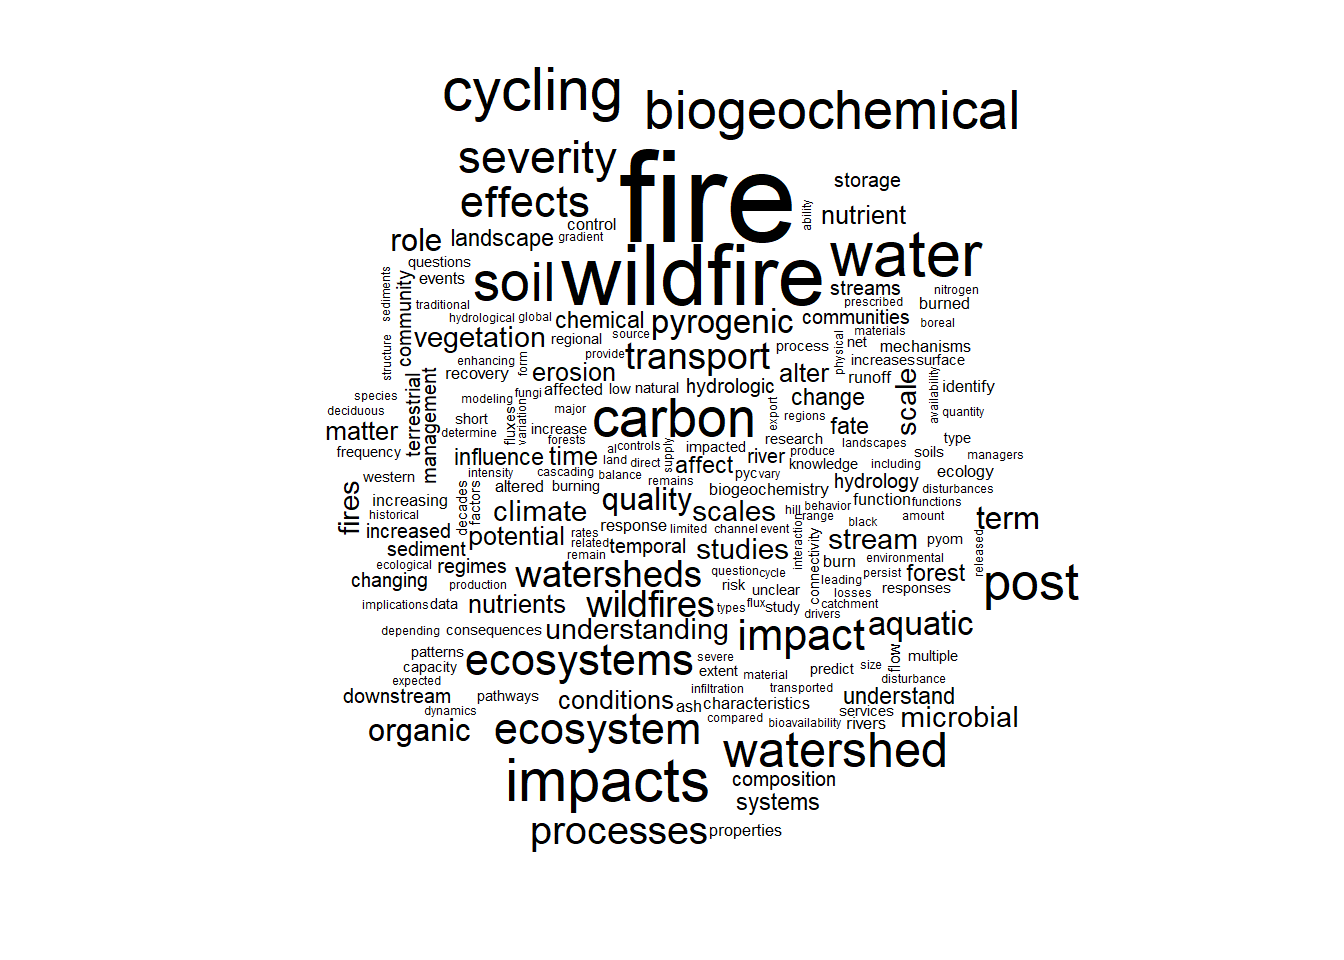 cycling
biogeochemical
severity
fire
storage
effects
ability
nutrient
control
role
landscape
gradient
water
questions
soil
wildfire
sediments
community
events
streams
nitrogen
traditional
prescribed
burned
hydrological
global
chemical
pyrogenic
communities
boreal
vegetation
regional
source
materials
structure
enhancing
form
provide
transport
process
physical
net
mechanisms
recovery
erosion
increases
surface
alter
runoff
scale
availability
identify
terrestrial
management
fungi
affected
low
natural
hydrologic
species
modeling
variation
carbon
export
change
deciduous
short
fluxes
major
regions
fate
quantity
matter
determine
increase
forests
research
landscapes
type
frequency
influence
time
al
controls
supply
impacted
river
produce
soils
managers
land
direct
affect
knowledge
including
western
intensity
cascading
balance
remains
pyc
vary
hydrology
ecology
fires
increasing
decades
factors
altered
burning
quality
biogeochemistry
function
functions
disturbances
historical
climate
scales
hill
behavior
range
black
amount
term
increased
potential
rates
response
limited
channel
event
interaction
stream
pyom
released
sediment
related
remain
temporal
studies
connectivity
burn
environmental
ecological
regimes
watersheds
question
cycle
leading
persist
forest
post
changing
production
risk
unclear
losses
responses
implications
data
nutrients
wildfires
types
flux
study
catchment
drivers
depending
consequences
understanding
impact
aquatic
patterns
ecosystems
severe
flow
multiple
capacity
extent
material
predict
size
expected
infiltration
transported
disturbance
downstream
pathways
conditions
ash
characteristics
understand
dynamics
compared
bioavailability
services
rivers
microbial
organic
ecosystem
watershed
impacts
composition
systems
processes
properties